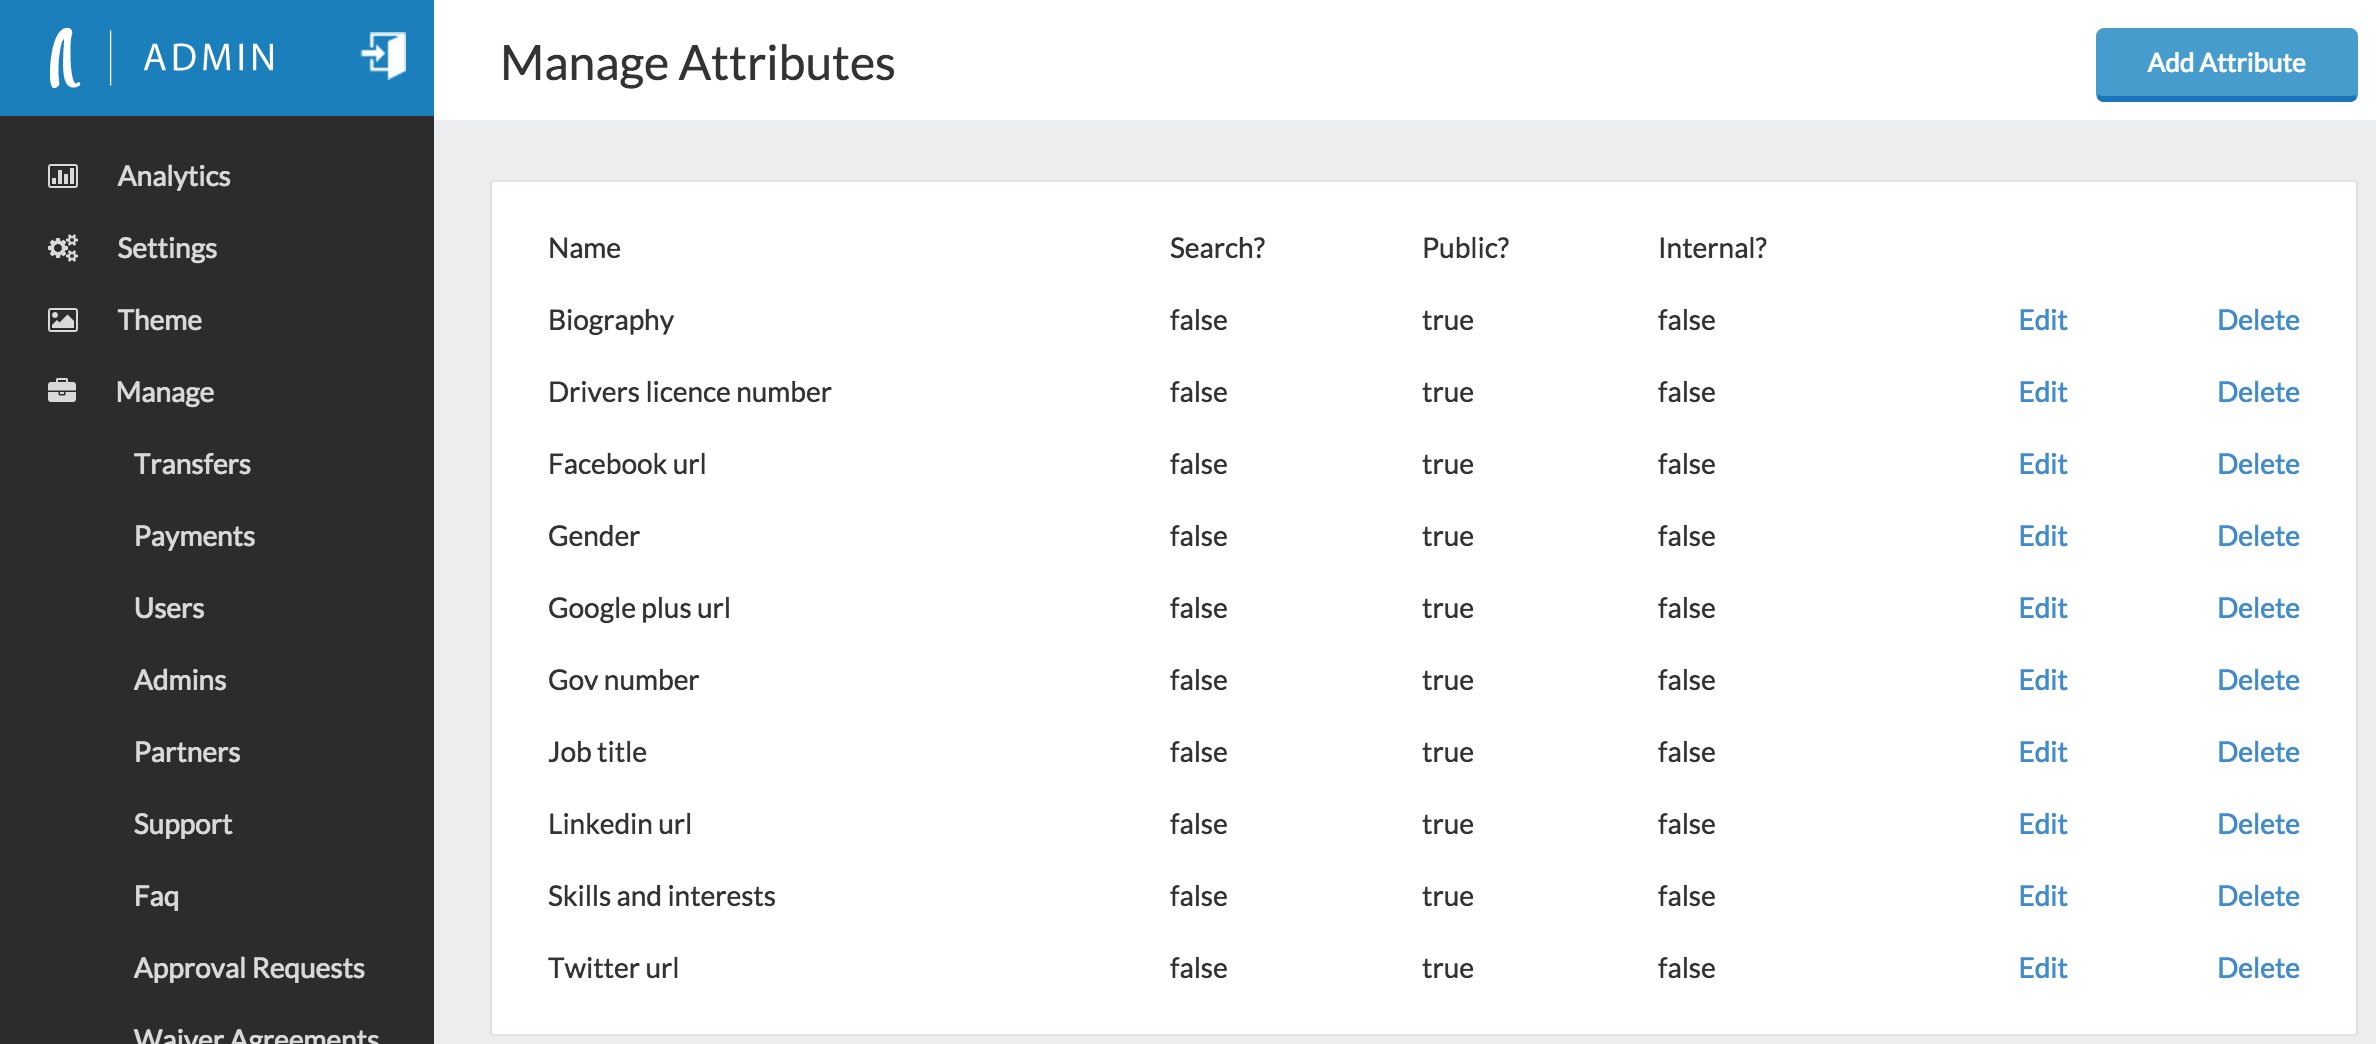 ADMIN
Manage Attributes
Add Attribute
Analytics
Settings
Theme
Manage
Transfers
Payments
Users
Admins
Partners
Support
Faq
Approval Requests
Waiver Agreements
Name Search? Public? Internal?
Biography false true false Edit Delete
Drivers licence number false true false Edit Delete
Facebook url false true false Edit Delete
Gender false true false Edit Delete
Google plus url false true false Edit Delete
Gov number false true false Edit Delete
Job title false true false Edit Delete
Linkedin url false true false Edit Delete
Skills and interests false true false Edit Delete
Twitter url false true false Edit Delete